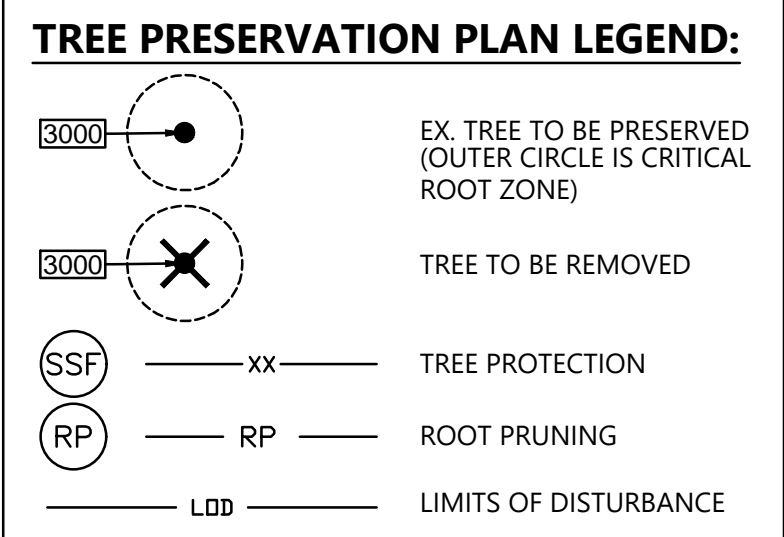 TREE PRESERVATION PLAN LEGEND:
3000
EX. TREE TO BE PRESERVED
(OUTER CIRCLE IS CRITICAL
ROOT ZONE)
3000
TREE TO BE REMOVED
SSF XX TREE PROTECTION
RP RP ROOT PRUNING
LOD LIMITS OF DISTURBANCE